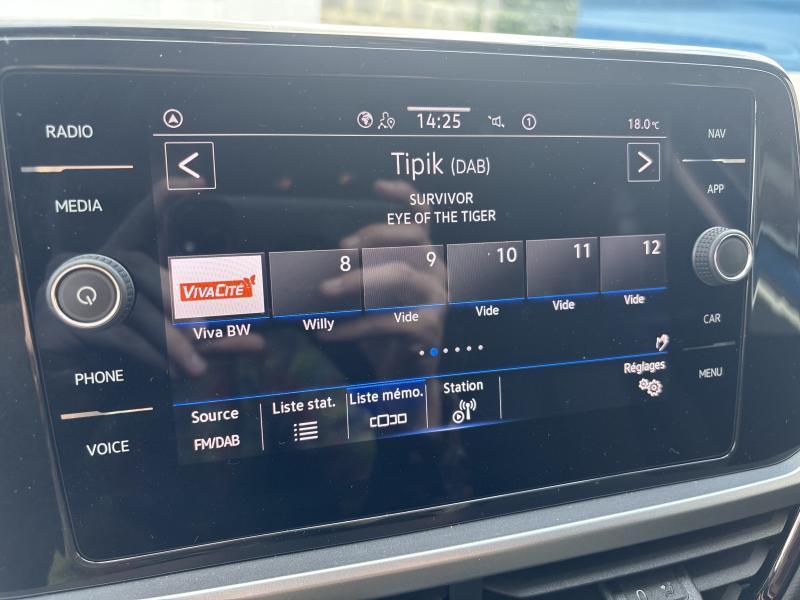 14:25 1 18.0°C
RADIO
MEDIA
PHONE
VOICE
< Tipik (DAB) >
SURVIVOR
EYE OF THE TIGER
VIVACITÉ 8 9 10 11 12
Viva BW Willy Vide Vide Vide Vide
Réglages
Source Liste stat. Liste mémo. Station
FM/DAB
NAV
APP
CAR
MENU